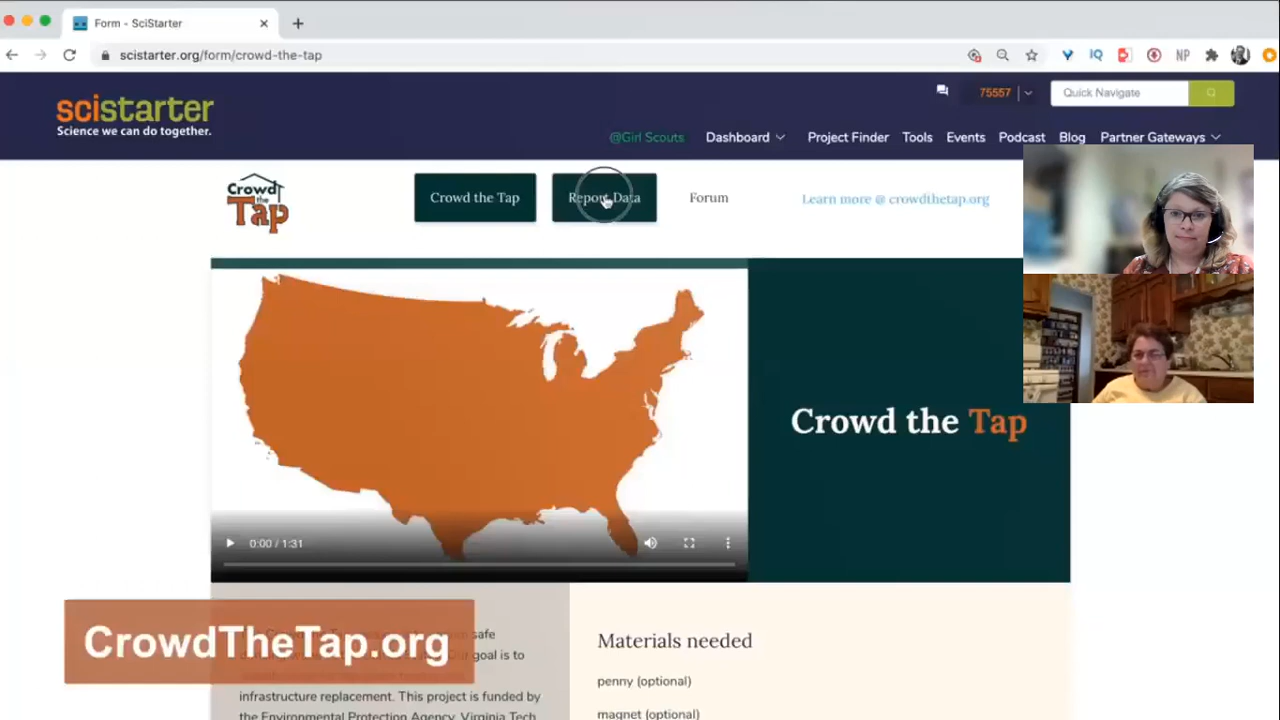 Form - SciStarter
scistarter.org/form/crowd-the-tap
IQ
NP
scistarter
Science we can do together.
75557
Quick Navigate
@Girl Scouts
Dashboard
Project Finder
Tools
Events
Podcast
Blog
Partner Gateways
Crowd
the
Tap
Crowd the Tap
Report Data
Forum
Learn more @ crowdthetap.org
Crowd the Tap
0:00 / 1:31
CrowdTheTap.org
safe
goal is to
infrastructure replacement. This project is funded by
the Environmental Protection Agency, Virginia Tech
Materials needed
penny (optional)
magnet (optional)